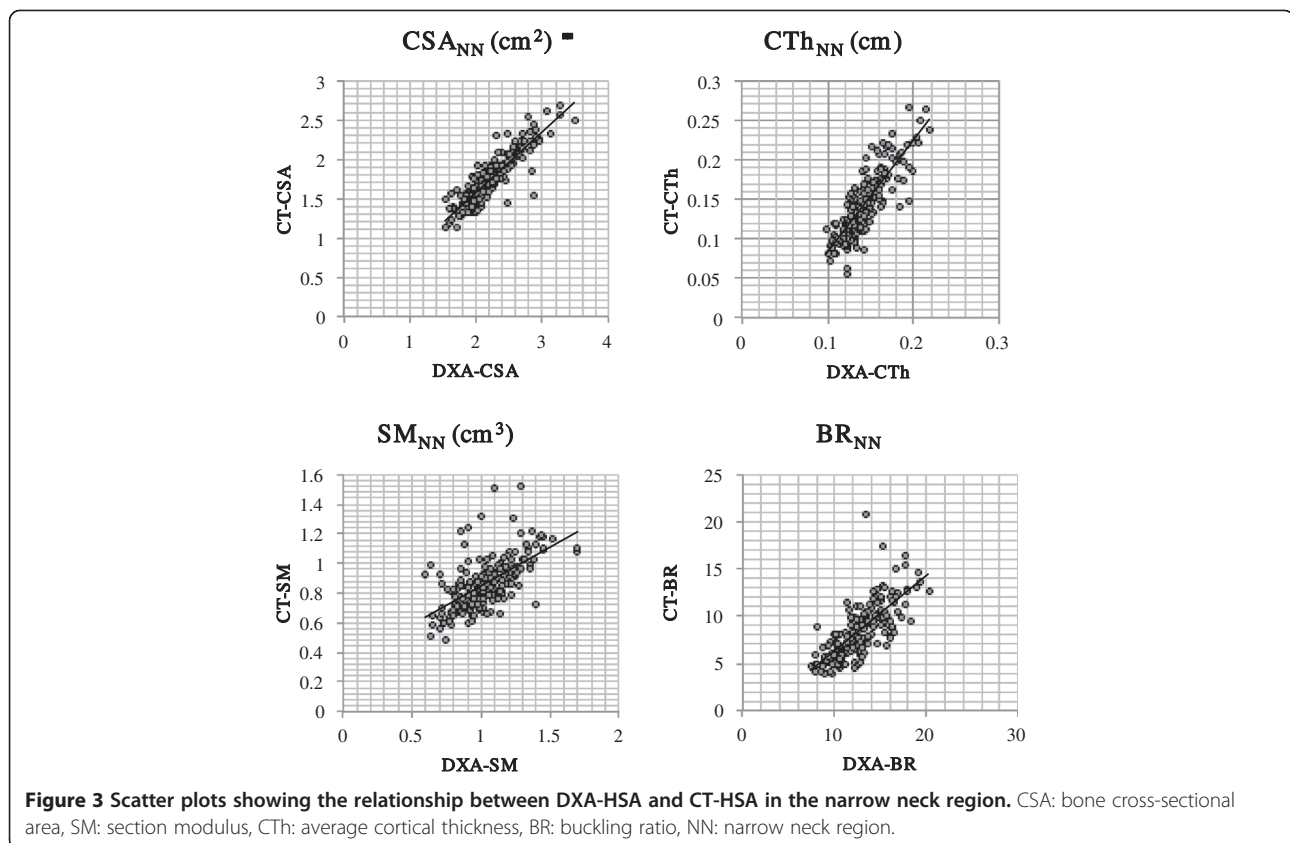 CSA_NN (cm²)
3
2.5
2
1.5
1
0.5
0
0 1 2 3 4
CT-CSA
DXA-CSA
CTh_NN (cm)
0.3
0.25
0.2
0.15
0.1
0.05
0
0 0.1 0.2 0.3
CT-CTh
DXA-CTh
SM_NN (cm³)
1.6
1.4
1.2
1
0.8
0.6
0.4
0.2
0
0 0.5 1 1.5 2
CT-SM
DXA-SM
BR_NN
25
20
15
10
5
0
0 10 20 30
CT-BR
DXA-BR
Figure 3 Scatter plots showing the relationship between DXA-HSA and CT-HSA in the narrow neck region. CSA: bone cross-sectional
area, SM: section modulus, CTh: average cortical thickness, BR: buckling ratio, NN: narrow neck region.